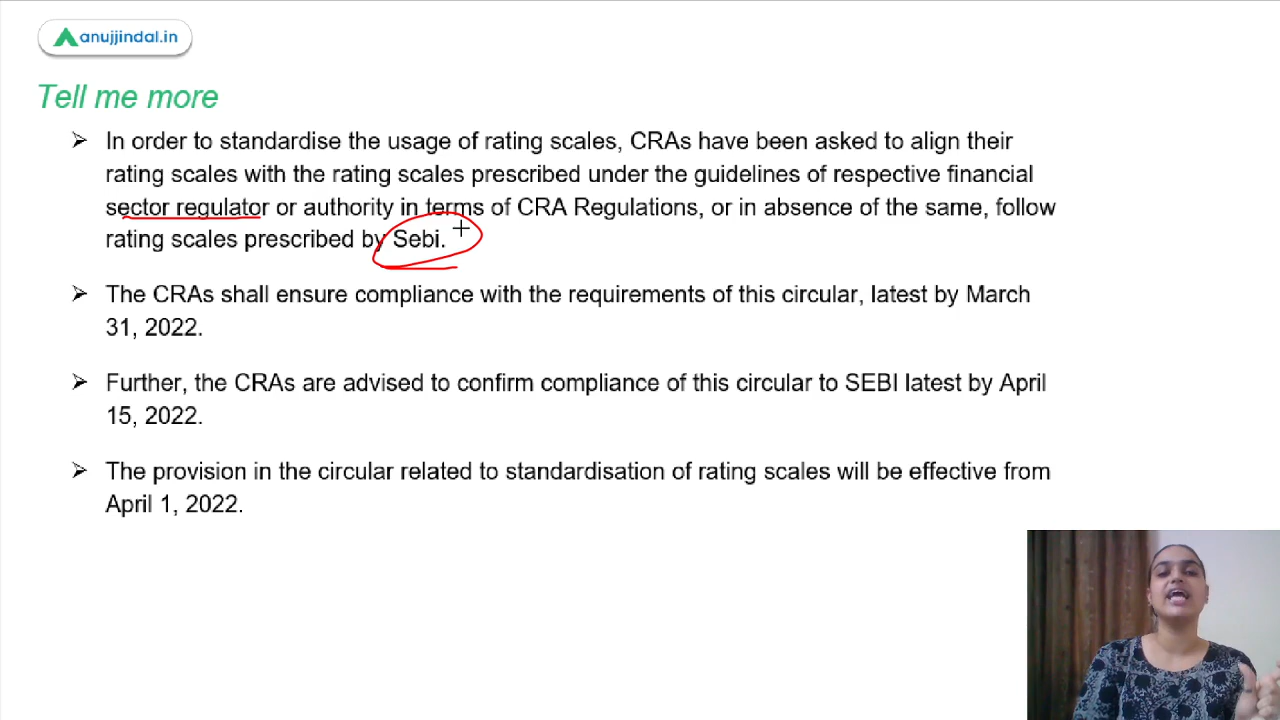 anujjindal.in
Tell me more
In order to standardise the usage of rating scales, CRAs have been asked to align their
rating scales with the rating scales prescribed under the guidelines of respective financial
sector regulator or authority in terms of CRA Regulations, or in absence of the same, follow
rating scales prescribed by Sebi.
The CRAs shall ensure compliance with the requirements of this circular, latest by March
31, 2022.
Further, the CRAs are advised to confirm compliance of this circular to SEBI latest by April
15, 2022.
The provision in the circular related to standardisation of rating scales will be effective from
April 1, 2022.